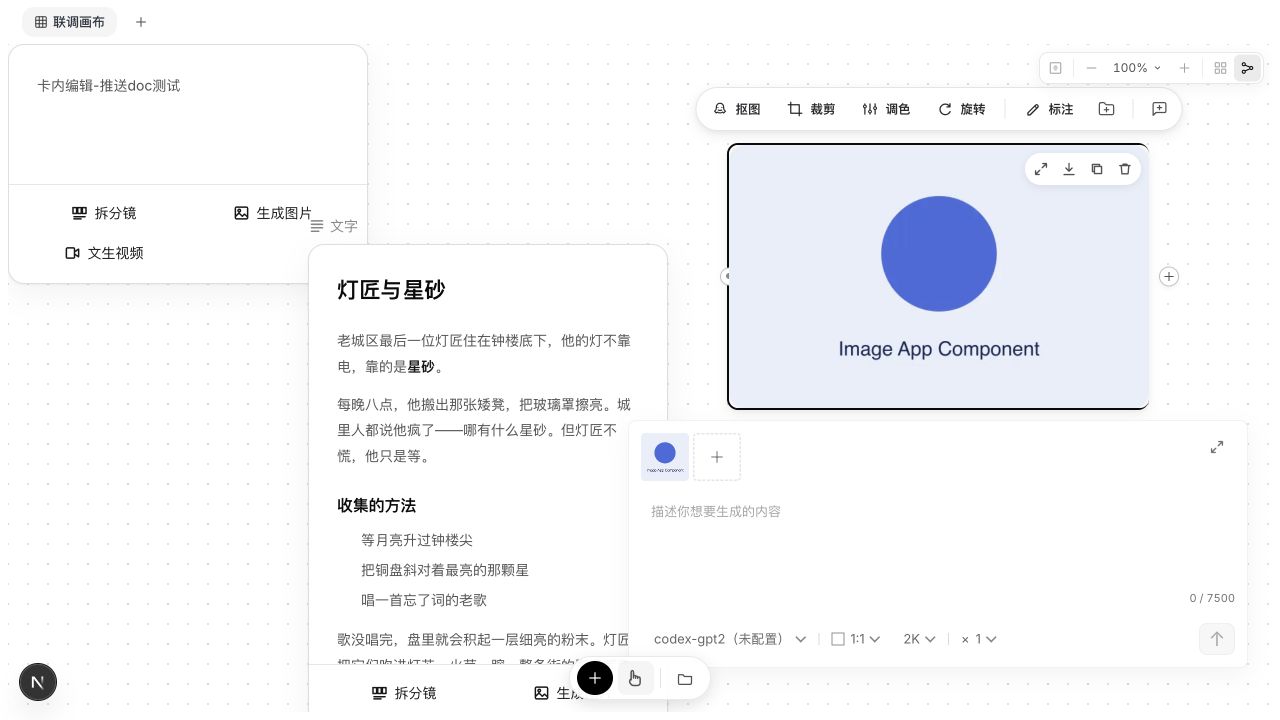 联调画布
100%
卡内编辑-推送doc测试
拆分镜
生成图片
文生视频
文字
抠图
裁剪
调色
旋转
标注
Image App Component
灯匠与星砂
老城区最后一位灯匠住在钟楼底下，他的灯不靠
电，靠的是星砂。
每晚八点，他搬出那张矮凳，把玻璃罩擦亮。城
里人都说他疯了——哪有什么星砂。但灯匠不
慌，他只是等。
收集的方法
等月亮升过钟楼尖
把铜盘斜对着最亮的那颗星
唱一首忘了词的老歌
歌没唱完，盘里就会积起一层细亮的粉末。灯匠
拆分镜
生成
Image App Component
描述你想要生成的内容
0 / 7500
codex-gpt2（未配置）
1:1
2K
× 1
N